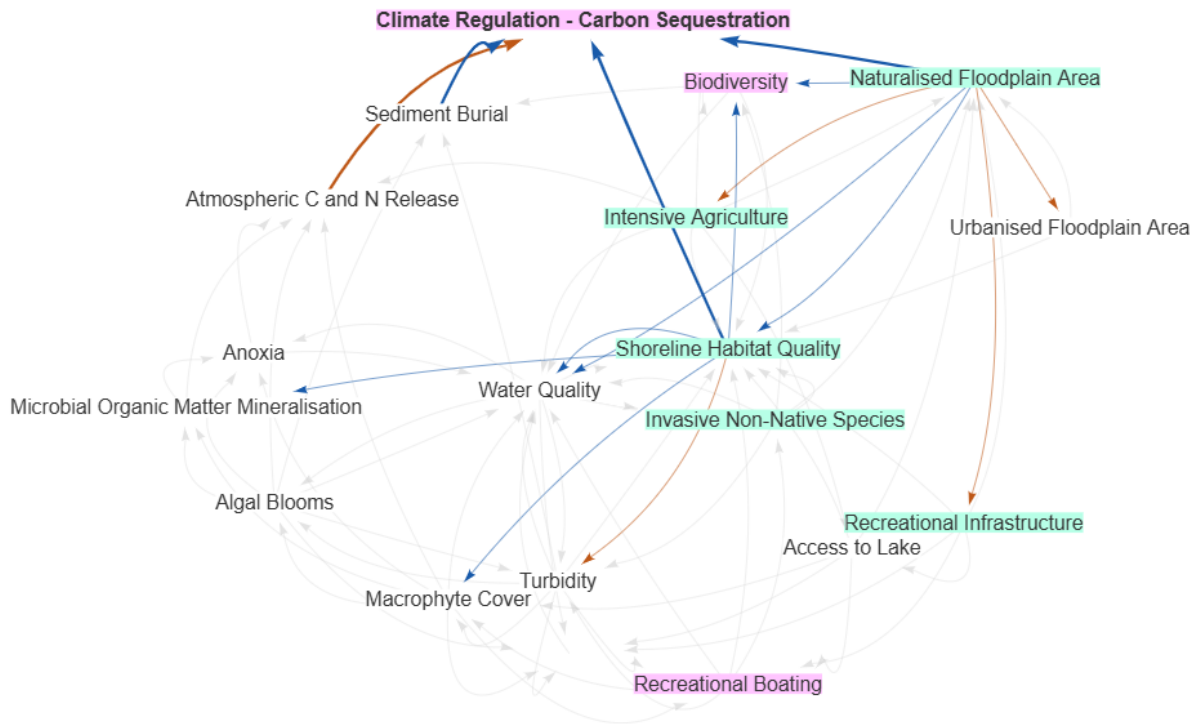 Climate Regulation - Carbon Sequestration
Biodiversity
Naturalised Floodplain Area
Sediment Burial
Atmospheric C and N Release
Intensive Agriculture
Urbanised Floodplain Area
Shoreline Habitat Quality
Anoxia
Water Quality
Microbial Organic Matter Mineralisation
Invasive Non-Native Species
Algal Blooms
Recreational Infrastructure
Access to Lake
Turbidity
Macrophyte Cover
Recreational Boating